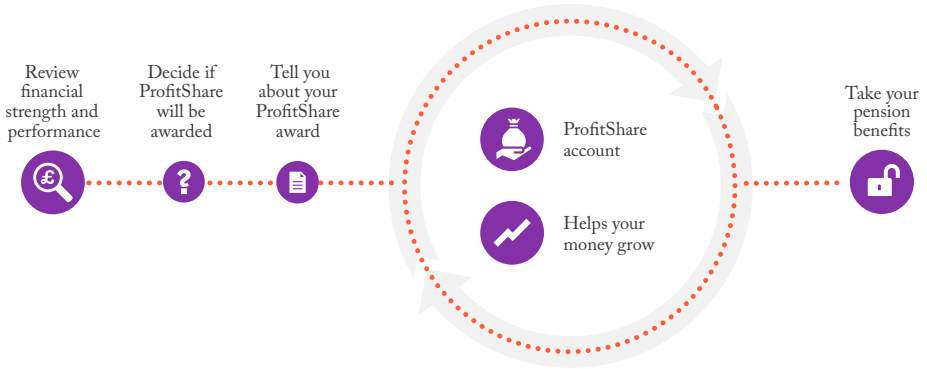 Review
financial
strength and
performance
Decide if
ProfitShare
will be
awarded
Tell you
about your
ProfitShare
award
£
?
ProfitShare
account
Helps your
money grow
Take your
pension
benefits